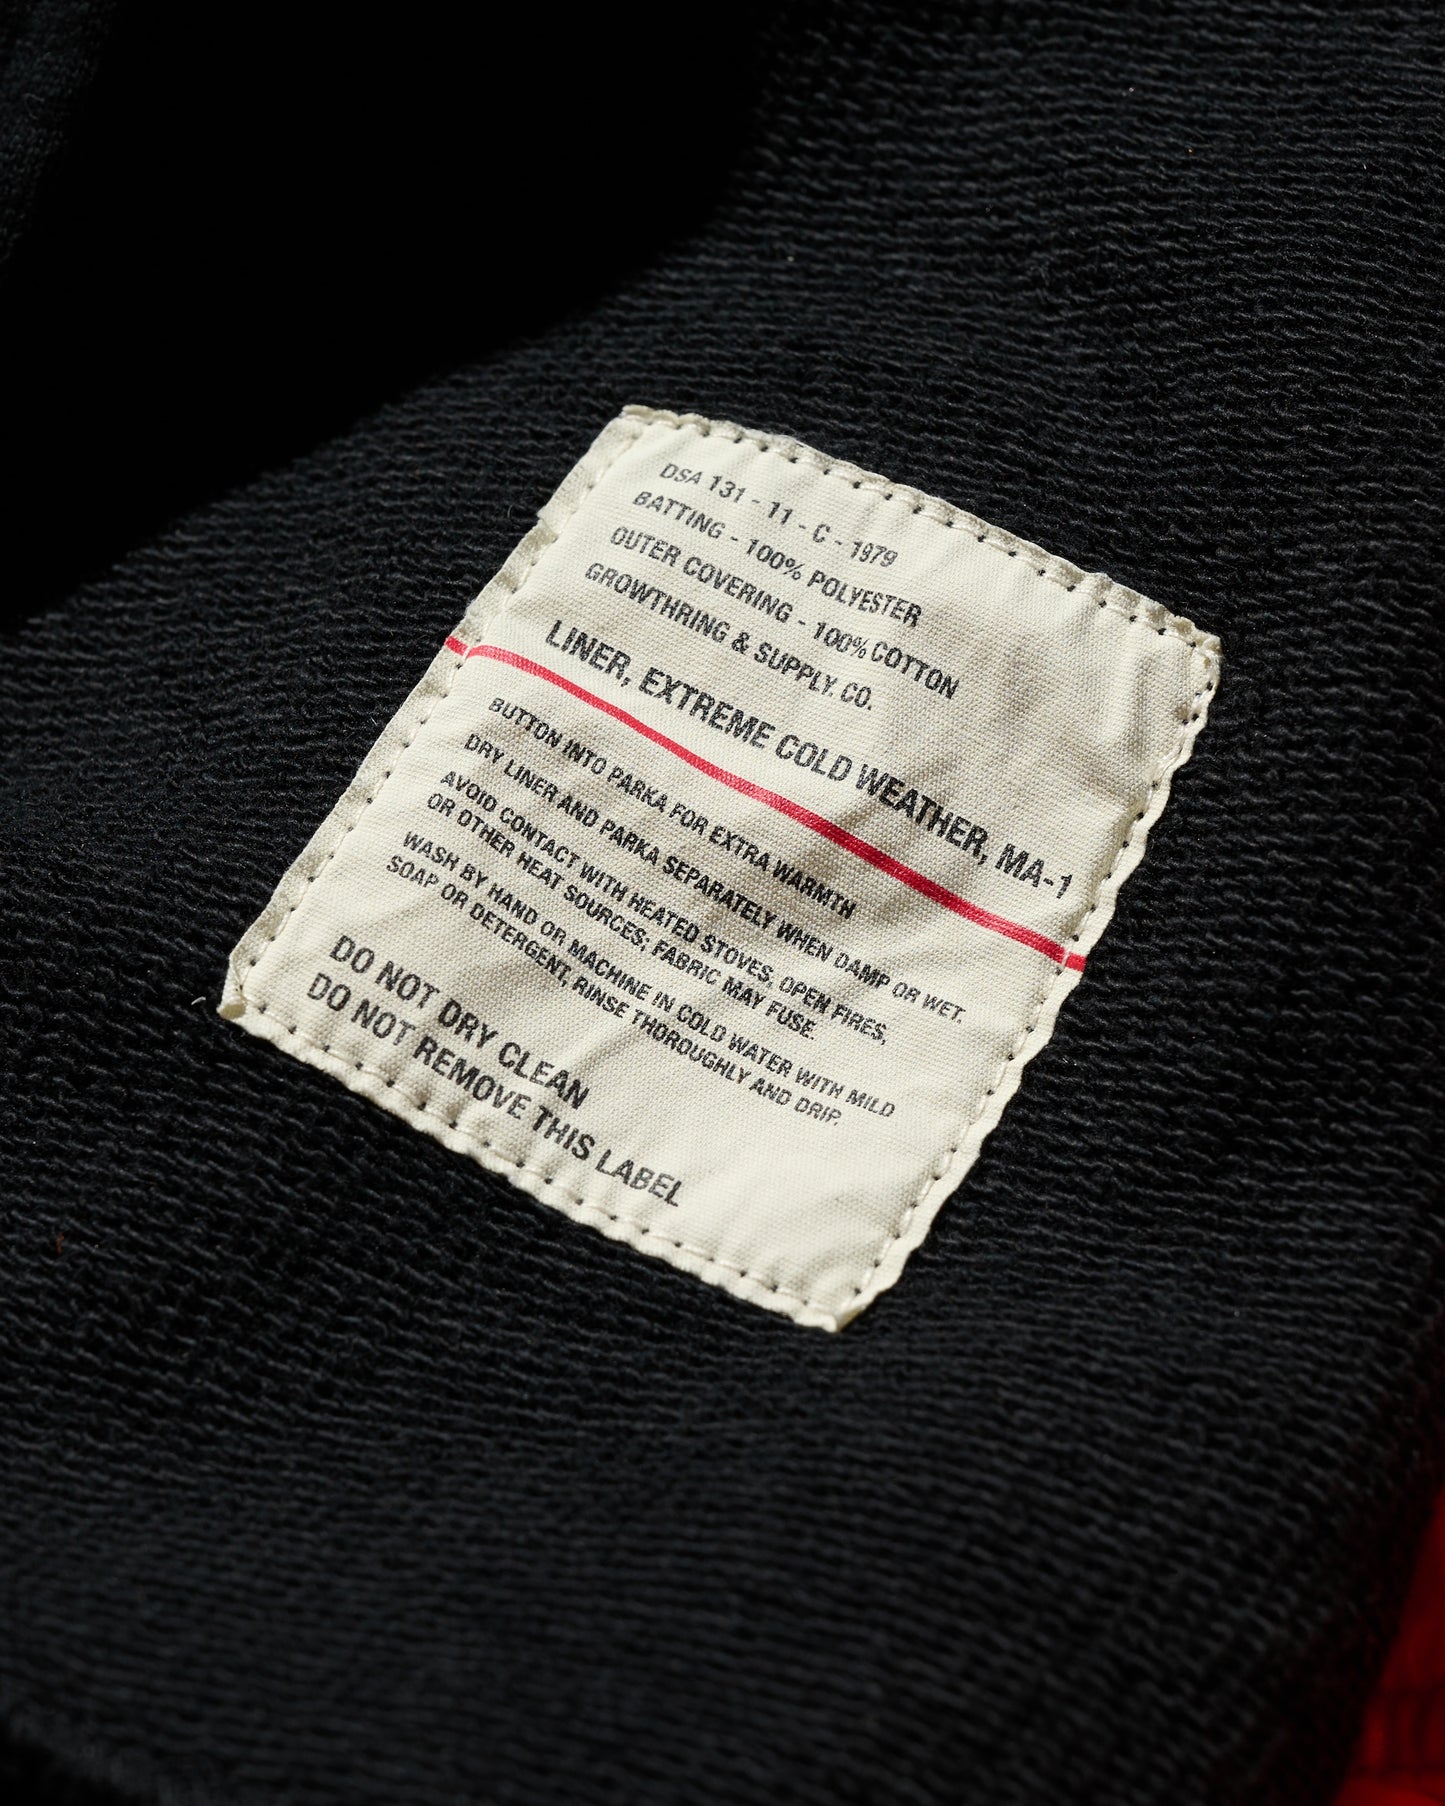 DSA 131 - 11 - C - 1979
BATTING - 100% POLYESTER
OUTER COVERING - 100% COTTON
GROWTHRING & SUPPLY. CO.
LINER, EXTREME COLD WEATHER, MA-1
BUTTON INTO PARKA FOR EXTRA WARMTH
DRY LINER AND PARKA SEPARATELY WHEN DAMP OR WET.
AVOID CONTACT WITH HEATED STOVES, OPEN FIRES,
OR OTHER HEAT SOURCES; FABRIC MAY FUSE.
WASH BY HAND OR MACHINE IN COLD WATER WITH MILD
SOAP OR DETERGENT, RINSE THOROUGHLY AND DRIP.
DO NOT DRY CLEAN
DO NOT REMOVE THIS LABEL